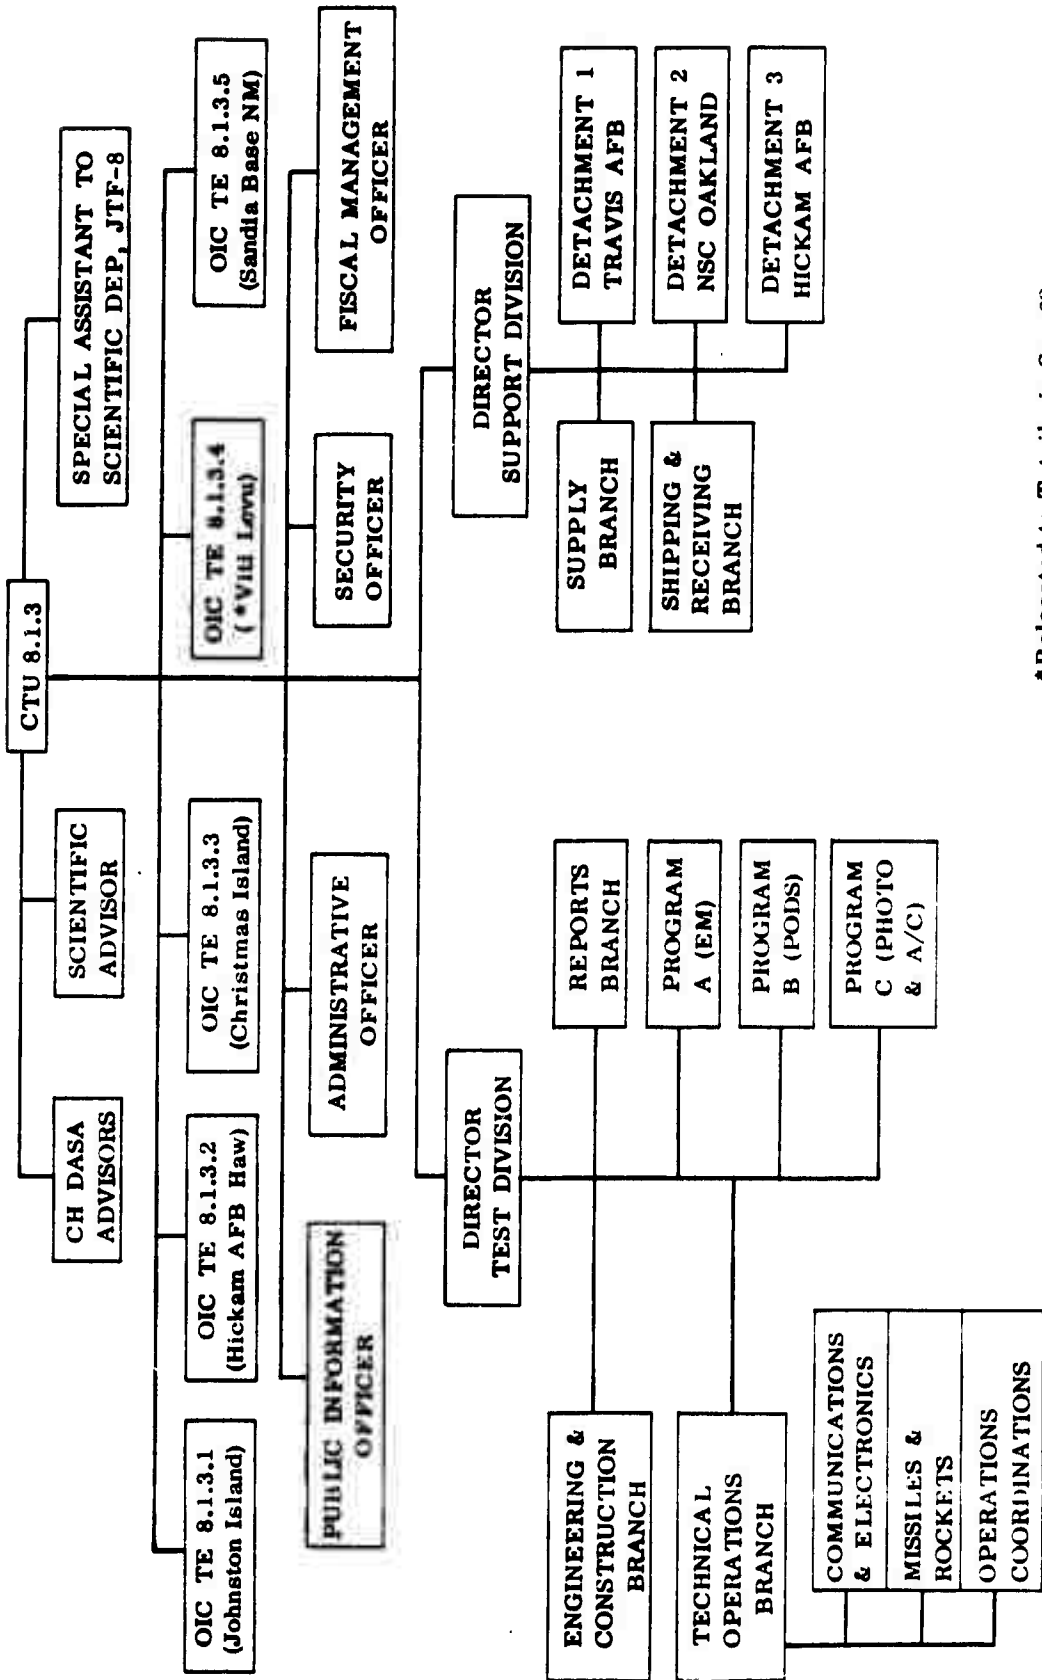 CTU 8.1.3
CH DASA
ADVISORS
SCIENTIFIC
ADVISOR
SPECIAL ASSISTANT TO
SCIENTIFIC DEP, JTF-8
OIC TE 8.1.3.1
(Johnston Island)
OIC TE 8.1.3.2
(Hickam AFB Haw)
OIC TE 8.1.3.3
(Christmas Island)
OIC TE 8.1.3.4
(*Viti Levu)
OIC TE 8.1.3.5
(Sandia Base NM)
PUBLIC INFORMATION
OFFICER
ADMINISTRATIVE
OFFICER
SECURITY
OFFICER
FISCAL MANAGEMENT
OFFICER
DIRECTOR
TEST DIVISION
DIRECTOR
SUPPORT DIVISION
ENGINEERING &
CONSTRUCTION
BRANCH
TECHNICAL
OPERATIONS
BRANCH
COMMUNICATIONS
& ELECTRONICS
MISSILES &
ROCKETS
OPERATIONS
COORDINATIONS
REPORTS
BRANCH
PROGRAM
A (EM)
PROGRAM
B (PODS)
PROGRAM
C (PHOTO
& A/C)
SUPPLY
BRANCH
SHIPPING &
RECEIVING
BRANCH
DETACHMENT 1
TRAVIS AFB
DETACHMENT 2
NSC OAKLAND
DETACHMENT 3
HICKAM AFB